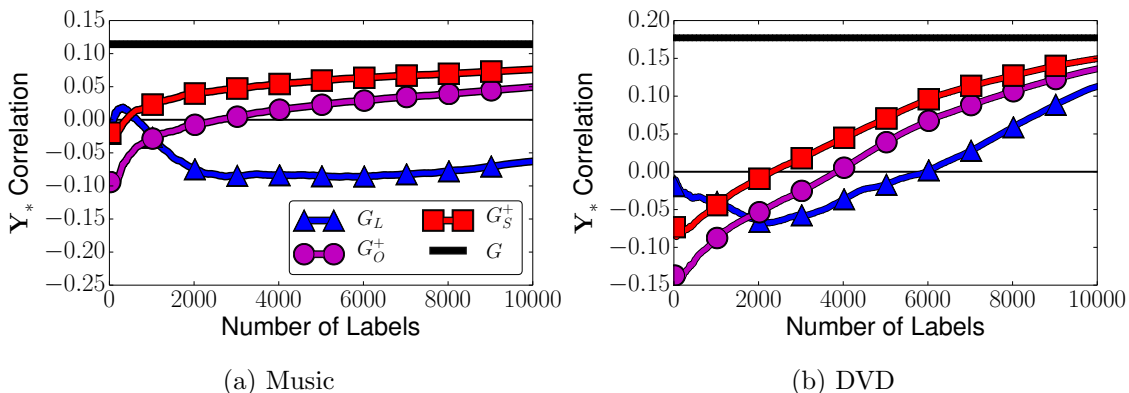 0.15
0.10
0.05
0.00
−0.05
−0.10
−0.15
−0.20
−0.25
Y* Correlation
0 2000 4000 6000 8000 10000
Number of Labels
G_L
G_O^+
G_S^+
G
(a) Music
0.20
0.15
0.10
0.05
0.00
−0.05
−0.10
−0.15
Y* Correlation
0 2000 4000 6000 8000 10000
Number of Labels
(b) DVD